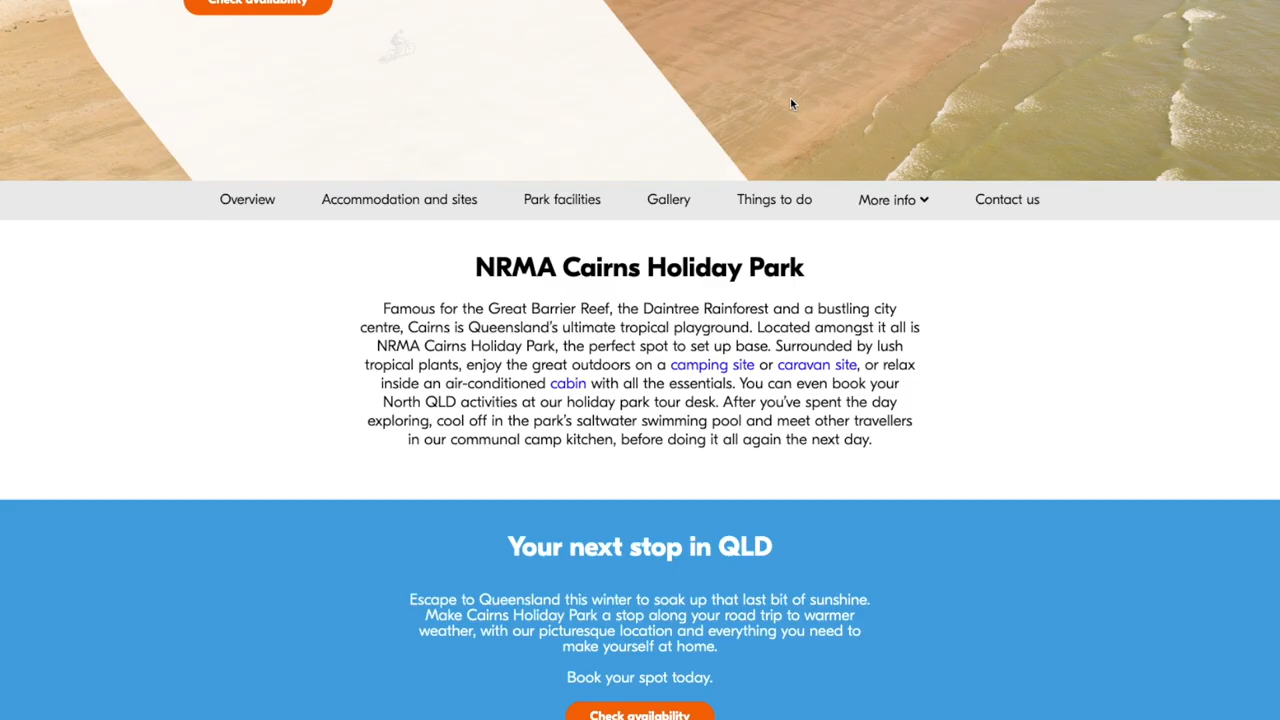 Check availability
Overview Accommodation and sites Park facilities Gallery Things to do More info Contact us
NRMA Cairns Holiday Park
Famous for the Great Barrier Reef, the Daintree Rainforest and a bustling city
centre, Cairns is Queensland's ultimate tropical playground. Located amongst it all is
NRMA Cairns Holiday Park, the perfect spot to set up base. Surrounded by lush
tropical plants, enjoy the great outdoors on a camping site or caravan site, or relax
inside an air-conditioned cabin with all the essentials. You can even book your
North QLD activities at our holiday park tour desk. After you've spent the day
exploring, cool off in the park's saltwater swimming pool and meet other travellers
in our communal camp kitchen, before doing it all again the next day.
Your next stop in QLD
Escape to Queensland this winter to soak up that last bit of sunshine.
Make Cairns Holiday Park a stop along your road trip to warmer
weather, with our picturesque location and everything you need to
make yourself at home.
Book your spot today.
Check availability